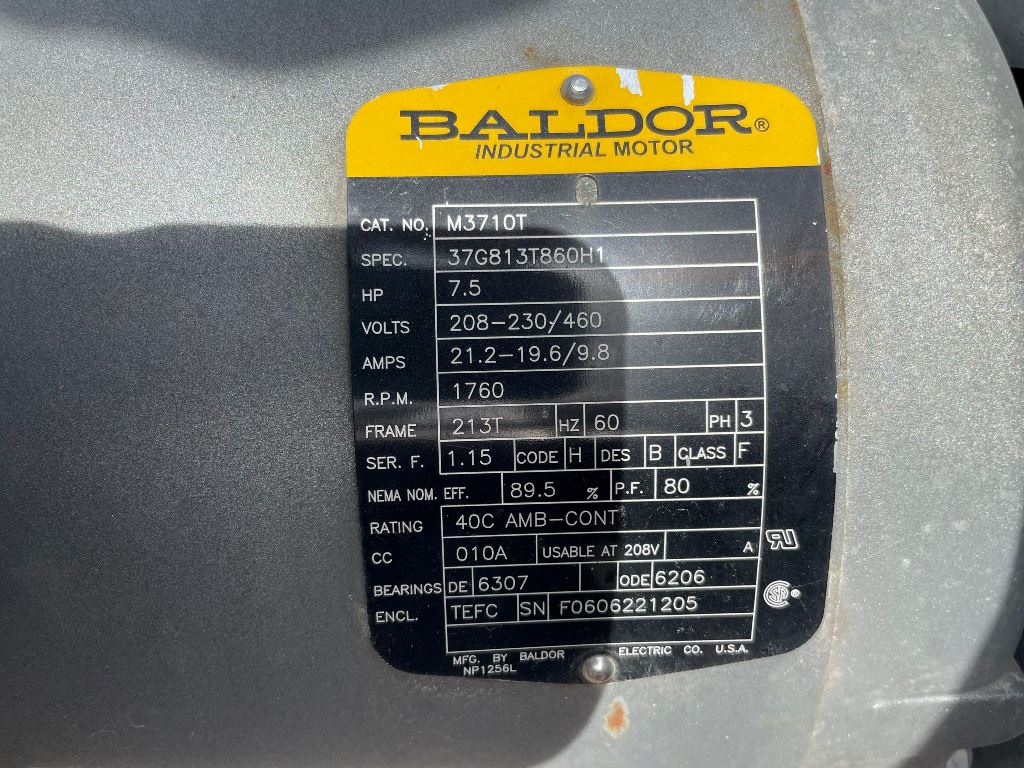 BALDOR®
INDUSTRIAL MOTOR
CAT. NO. M3710T
SPEC. 37G813T860H1
HP 7.5
VOLTS 208-230/460
AMPS 21.2-19.6/9.8
R.P.M. 1760
FRAME 213T HZ 60 PH 3
SER. F. 1.15 CODE H DES B CLASS F
NEMA NOM. EFF. 89.5 % P.F. 80 %
RATING 40C AMB-CONT
CC 010A USABLE AT 208V A
BEARINGS DE 6307 ODE 6206
ENCL. TEFC SN F0606221205
MFG. BY BALDOR ELECTRIC CO. U.S.A.
NP1256L